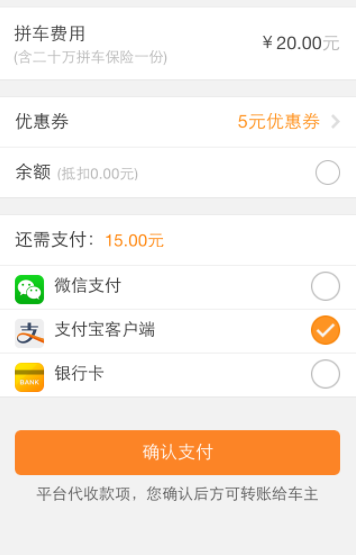 拼车费用
¥20.00元
(含二十万拼车保险一份)
优惠券
5元优惠券
余额 (抵扣0.00元)
还需支付：15.00元
微信支付
支
支付宝客户端
BANK
银行卡
确认支付
平台代收款项，您确认后方可转账给车主